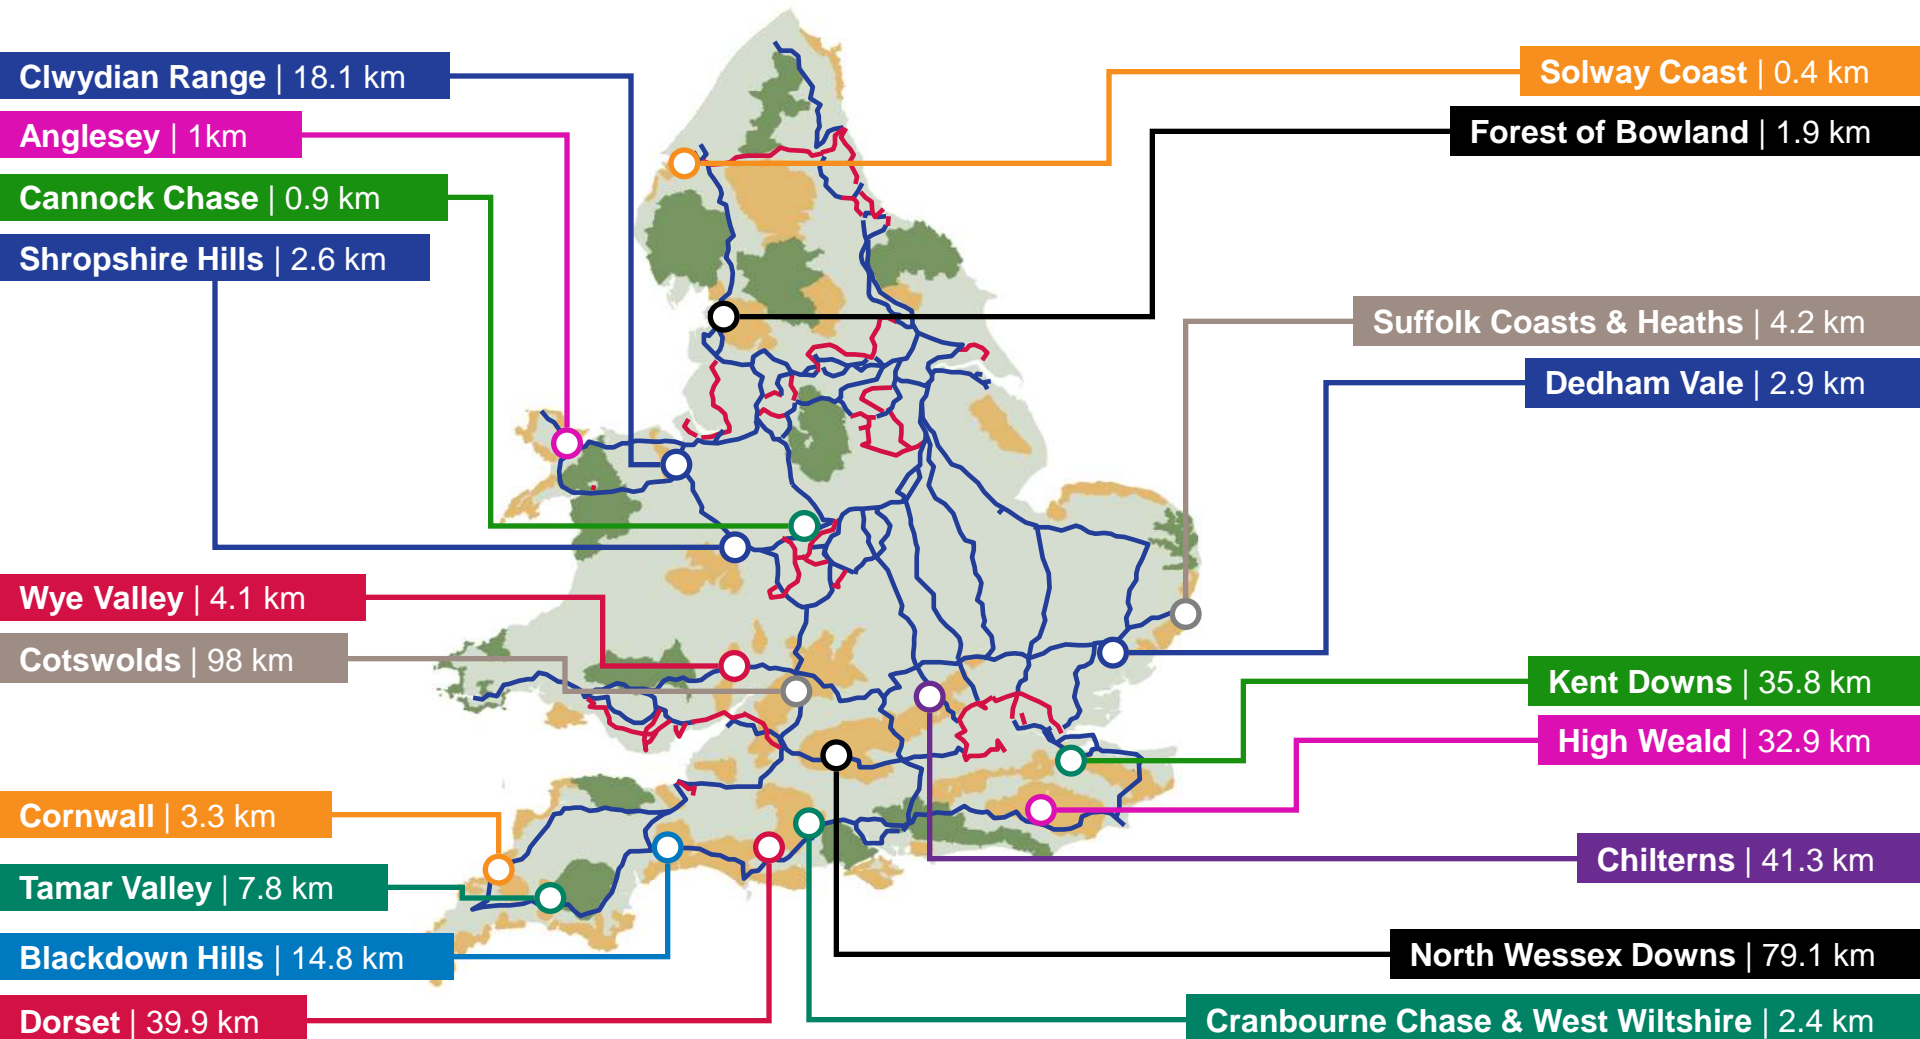 Clwydian Range | 18.1 km
Anglesey | 1km
Cannock Chase | 0.9 km
Shropshire Hills | 2.6 km
Wye Valley | 4.1 km
Cotswolds | 98 km
Cornwall | 3.3 km
Tamar Valley | 7.8 km
Blackdown Hills | 14.8 km
Dorset | 39.9 km
Solway Coast | 0.4 km
Forest of Bowland | 1.9 km
Suffolk Coasts & Heaths | 4.2 km
Dedham Vale | 2.9 km
Kent Downs | 35.8 km
High Weald | 32.9 km
Chilterns | 41.3 km
North Wessex Downs | 79.1 km
Cranbourne Chase & West Wiltshire | 2.4 km